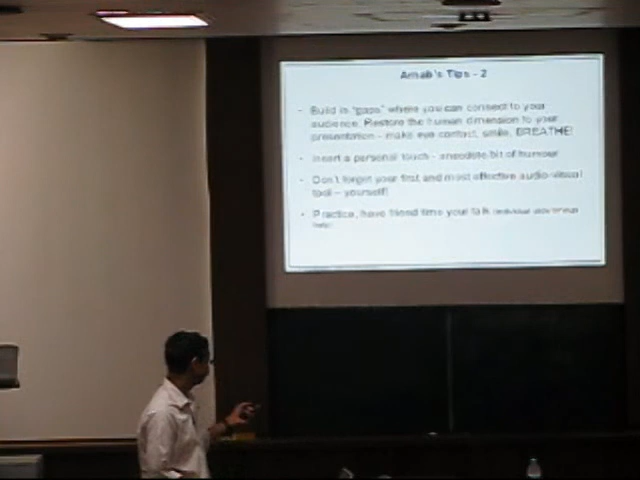 Arnab's Tips - 2
- Build in "gaps" where you can connect to your
audience. Restore the human dimension to your
presentation - make eye contact, smile, BREATHE!
- Insert a personal touch - anecdote/bit of humour
- Don't forget your first and most effective audio-visual
tool - yourself!
- Practice, have friend time your talk
help)